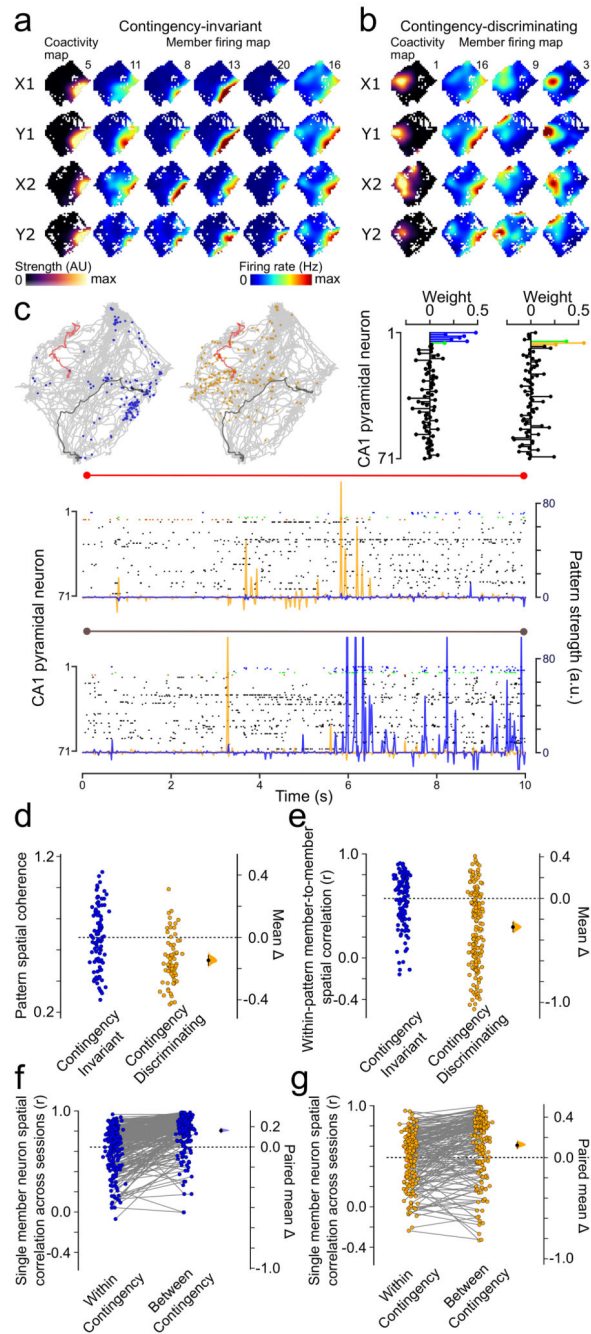 a
Contingency-invariant
Coactivity map
Member firing map
5 11 8 13 20 16
X1
Y1
X2
Y2
Strength (AU)
0 max
Firing rate (Hz)
0 max
b
Contingency-discriminating
Coactivity map
Member firing map
1 16 9 3
X1
Y1
X2
Y2
c
Weight
0 0.5
Weight
0 0.5
CA1 pyramidal neuron
1
71
CA1 pyramidal neuron
1
71
1
71
80
0
80
0
Pattern strength (a.u.)
0 2 4 6 8 10
Time (s)
d
Pattern spatial coherence
1.2
0.2
0.4
0.0
-0.4
Mean Δ
Contingency Invariant
Contingency Discriminating
e
Within-pattern member-to-member
spatial correlation (r)
1.0
0.0
-0.4
0.4
0.0
-1.0
Mean Δ
Contingency Invariant
Contingency Discriminating
f
Single member neuron spatial
correlation across sessions (r)
1.0
0.0
-0.4
0.2
0.0
-1.0
Paired mean Δ
Within Contingency
Between Contingency
g
Single member neuron spatial
correlation across sessions (r)
1.0
0.0
-0.4
0.4
0.0
-1.0
Paired mean Δ
Within Contingency
Between Contingency